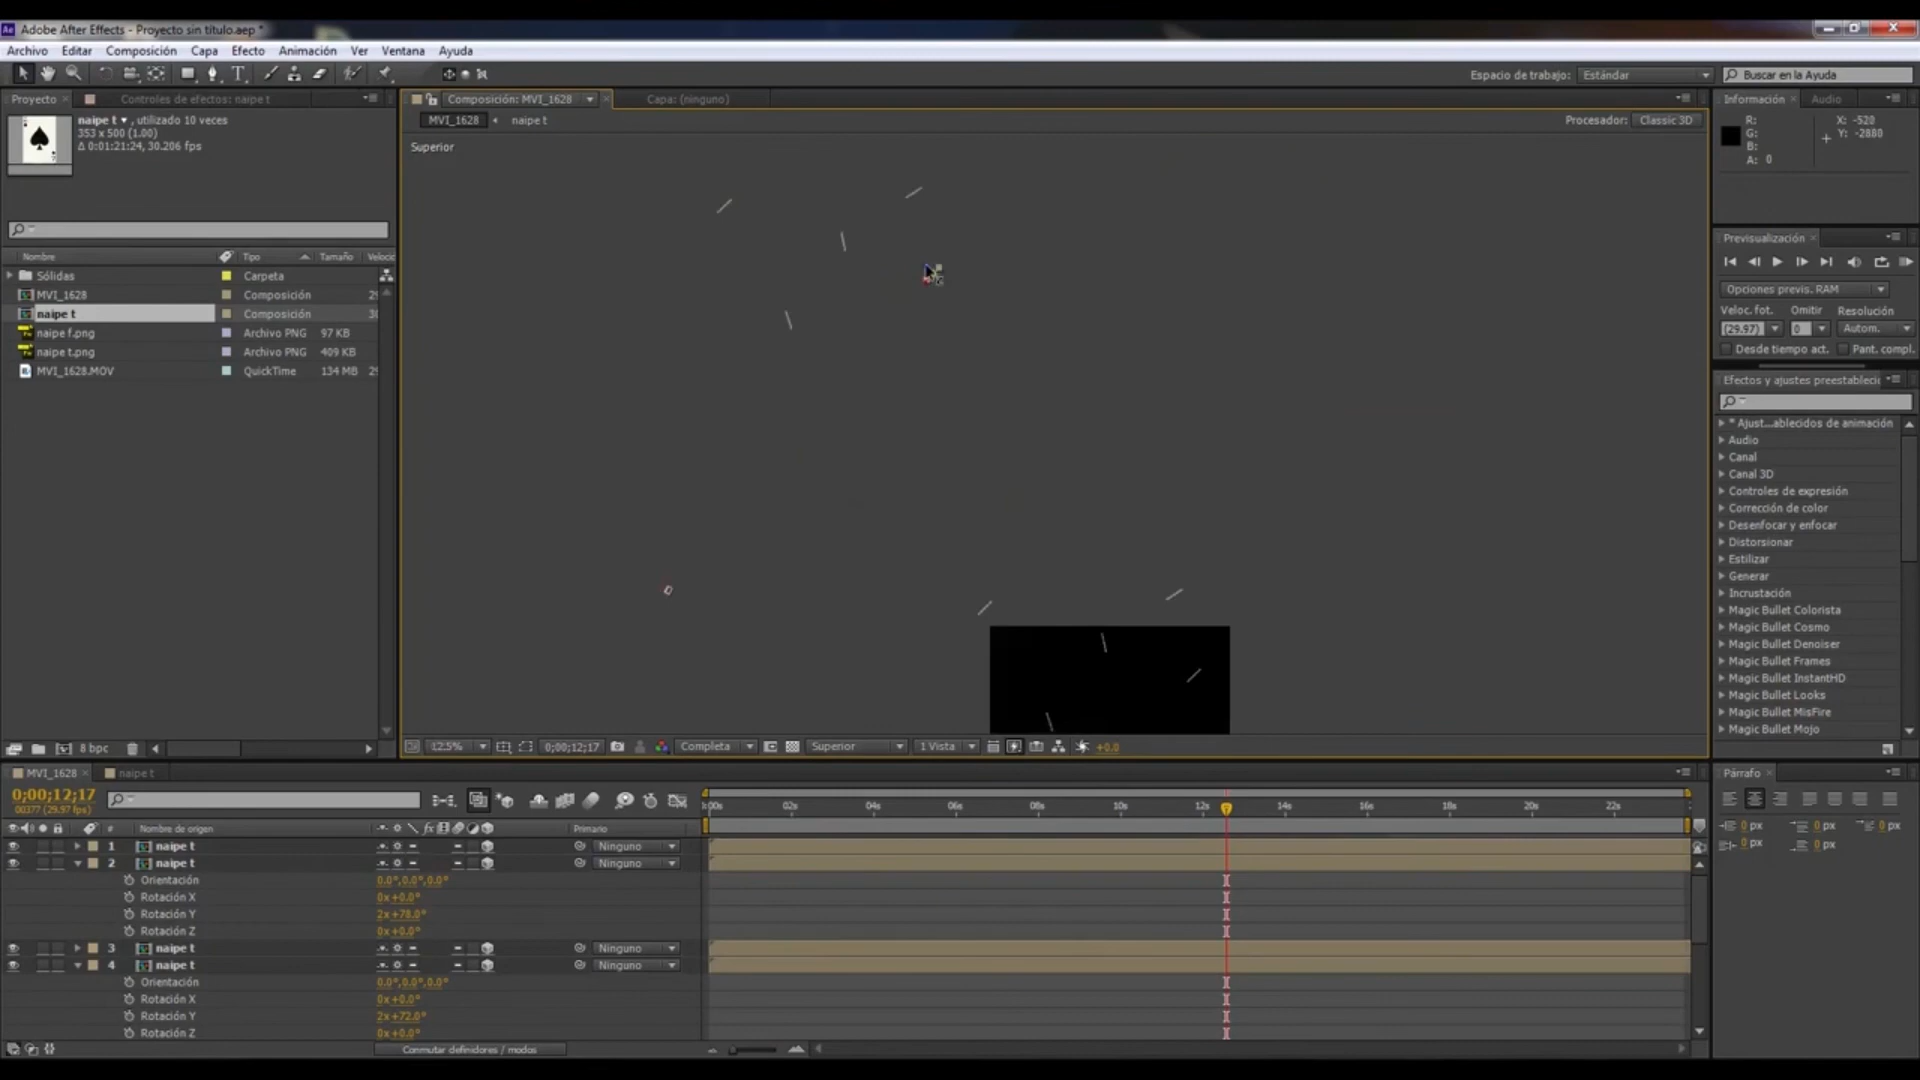 Adobe After Effects - Proyecto sin título.aep *
Archivo Editar Composición Capa Efecto Animación Ver Ventana Ayuda
Espacio de trabajo: Estándar Buscar en la Ayuda
Proyecto Controles de efectos: naipe t
naipe t , utilizado 10 veces
353 x 500 (1.00)
Δ 0:01:21:24, 30.206 fps
Nombre Tipo Tamaño
Sólidas Carpeta
MVI_1628 Composición
naipe t Composición
naipe f.png Archivo PNG 97 KB
naipe t.png Archivo PNG 409 KB
MVI_1628.MOV QuickTime 134 MB
8 bpc
Composición: MVI_1628 Capa: (ninguno)
MVI_1628 naipe t
Procesador: Classic 3D
Superior
12.5% 0;00;12;17 Completa Superior 1 Vista +0.0
Información Audio
R: X: -520
G: Y: -2880
B:
A: 0
Previsualización
Opciones previs. RAM
Veloc. fot. Omitir Resolución
(29.97) 0 Autom.
Desde tiempo act. Pant. compl.
Efectos y ajustes preestableci
* Ajust...ablecidos de animación
Audio
Canal
Canal 3D
Controles de expresión
Corrección de color
Desenfocar y enfocar
Distorsionar
Estilizar
Generar
Incrustación
Magic Bullet Colorista
Magic Bullet Cosmo
Magic Bullet Denoiser
Magic Bullet Frames
Magic Bullet InstantHD
Magic Bullet Looks
Magic Bullet MisFire
Magic Bullet Mojo
Párrafo
0 px 0 px 0 px
0 px 0 px
MVI_1628 naipe t
0;00;12;17
00377 (29.97 fps)
# Nombre de origen Primario
:00s 02s 04s 06s 08s 10s 12s 14s 16s 18s 20s 22s
1 naipe t Ninguno
2 naipe t Ninguno
Orientación 0.0°,0.0°,0.0°
Rotación X 0x+0.0°
Rotación Y 2x+78.0°
Rotación Z 0x+0.0°
3 naipe t Ninguno
4 naipe t Ninguno
Orientación 0.0°,0.0°,0.0°
Rotación X 0x+0.0°
Rotación Y 2x+72.0°
Rotación Z 0x+0.0°
Conmutar definidores / modos